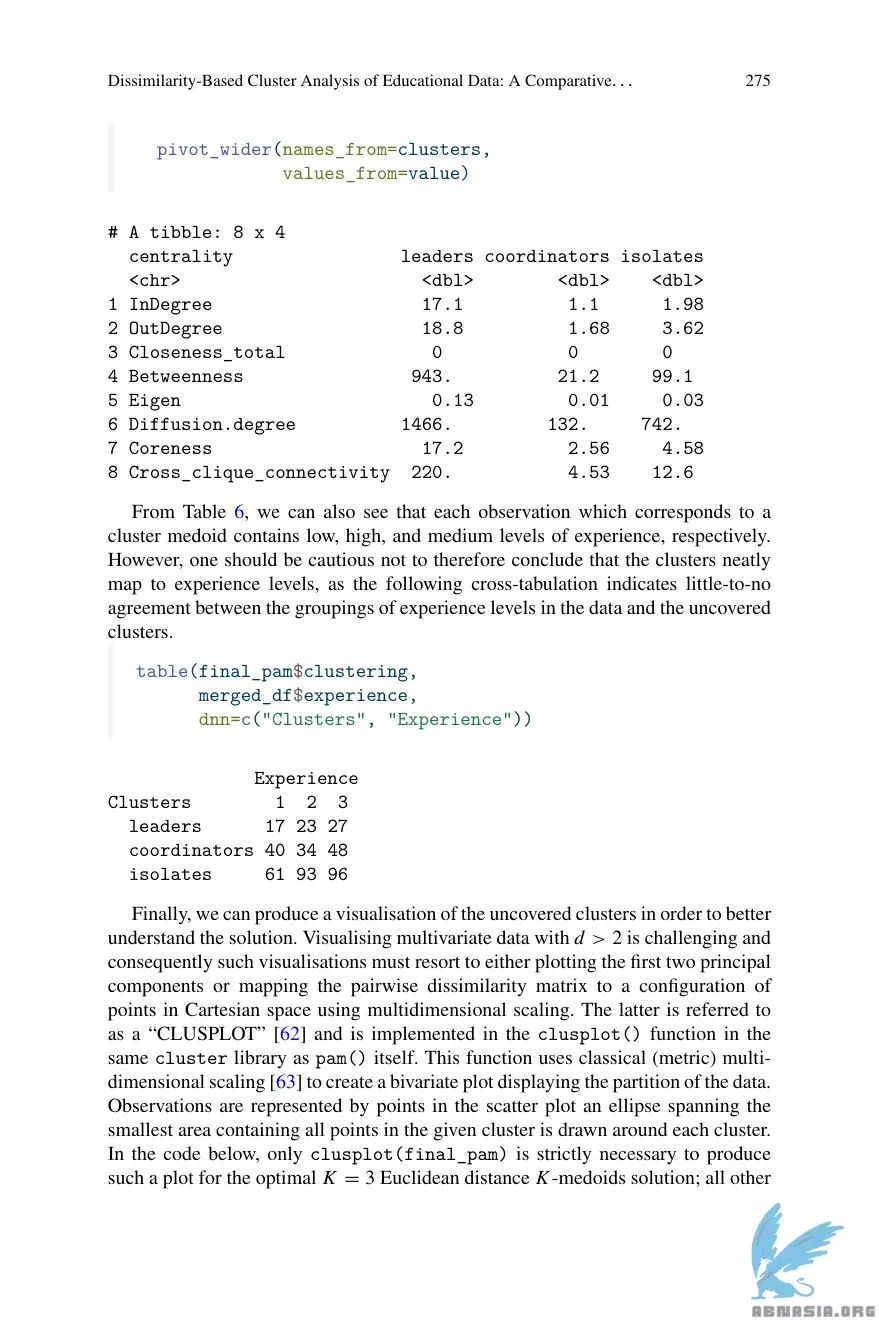 Dissimilarity-Based Cluster Analysis of Educational Data: A Comparative. . . 275
pivot_wider(names_from=clusters,
values_from=value)
# A tibble: 8 x 4
centrality leaders coordinators isolates
<chr> <dbl> <dbl> <dbl>
1 InDegree 17.1 1.1 1.98
2 OutDegree 18.8 1.68 3.62
3 Closeness_total 0 0 0
4 Betweenness 943. 21.2 99.1
5 Eigen 0.13 0.01 0.03
6 Diffusion.degree 1466. 132. 742.
7 Coreness 17.2 2.56 4.58
8 Cross_clique_connectivity 220. 4.53 12.6
From Table 6, we can also see that each observation which corresponds to a
cluster medoid contains low, high, and medium levels of experience, respectively.
However, one should be cautious not to therefore conclude that the clusters neatly
map to experience levels, as the following cross-tabulation indicates little-to-no
agreement between the groupings of experience levels in the data and the uncovered
clusters.
table(final_pam$clustering,
merged_df$experience,
dnn=c("Clusters", "Experience"))
Experience
Clusters 1 2 3
leaders 17 23 27
coordinators 40 34 48
isolates 61 93 96
Finally, we can produce a visualisation of the uncovered clusters in order to better
understand the solution. Visualising multivariate data with d > 2 is challenging and
consequently such visualisations must resort to either plotting the first two principal
components or mapping the pairwise dissimilarity matrix to a configuration of
points in Cartesian space using multidimensional scaling. The latter is referred to
as a “CLUSPLOT” [62] and is implemented in the clusplot() function in the
same cluster library as pam() itself. This function uses classical (metric) multi-
dimensional scaling [63] to create a bivariate plot displaying the partition of the data.
Observations are represented by points in the scatter plot an ellipse spanning the
smallest area containing all points in the given cluster is drawn around each cluster.
In the code below, only clusplot(final_pam) is strictly necessary to produce
such a plot for the optimal K = 3 Euclidean distance K-medoids solution; all other
ABNASIA.ORG